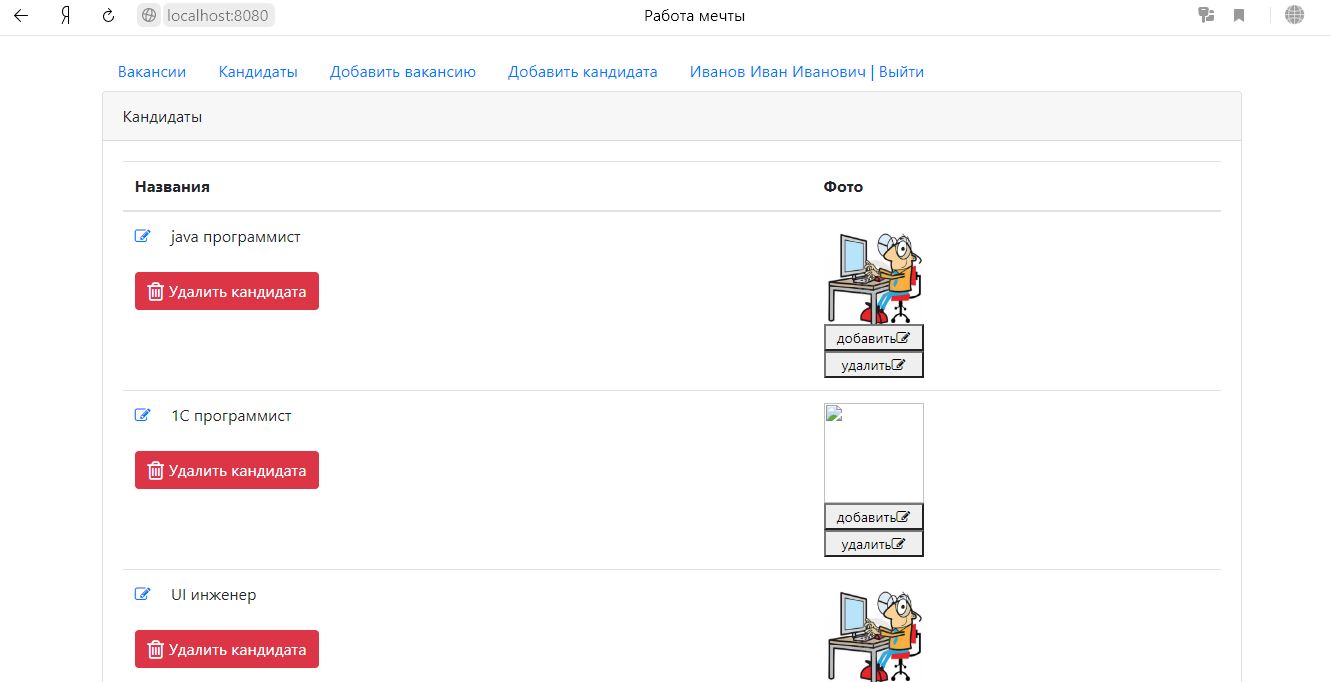 Я localhost:8080 Работа мечты
Вакансии Кандидаты Добавить вакансию Добавить кандидата Иванов Иван Иванович | Выйти
Кандидаты
Названия Фото
java программист
Удалить кандидата
добавить
удалить
1C программист
Удалить кандидата
добавить
удалить
UI инженер
Удалить кандидата